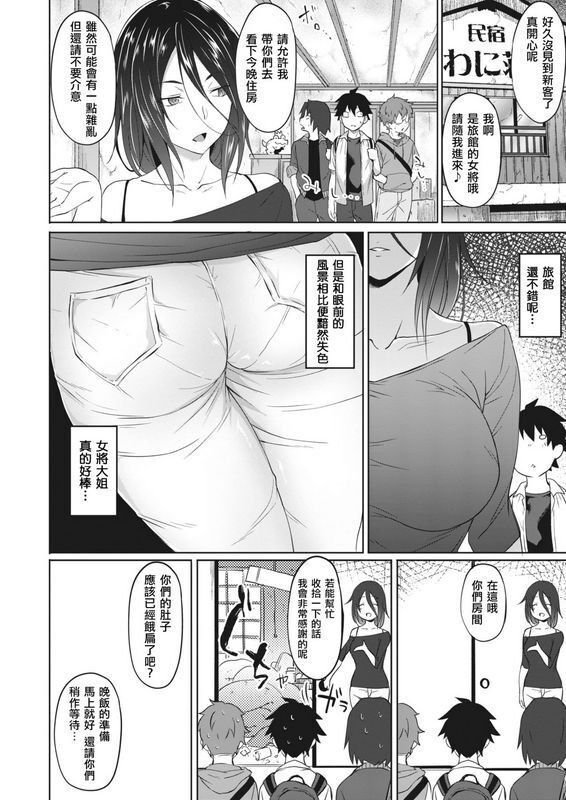 好久沒見到新客了
真開心呢
民宿
わに荘
我啊
是旅館的女將哦
請隨我進來♪
請允許我
帶你們去
看下今晚住房
雖然可能會有一點雜亂
但還請不要介意
旅館
還不錯呢…
但是和眼前的
風景相比便黯然失色
女將大姐
真的好棒…
在這哦
你們房間
若能幫忙
收拾一下的話
我會非常感謝的呢
ごちゃ
你們的肚子
應該已經餓扁了吧?
晚飯的準備
馬上就好 還請你們
稍作等待…